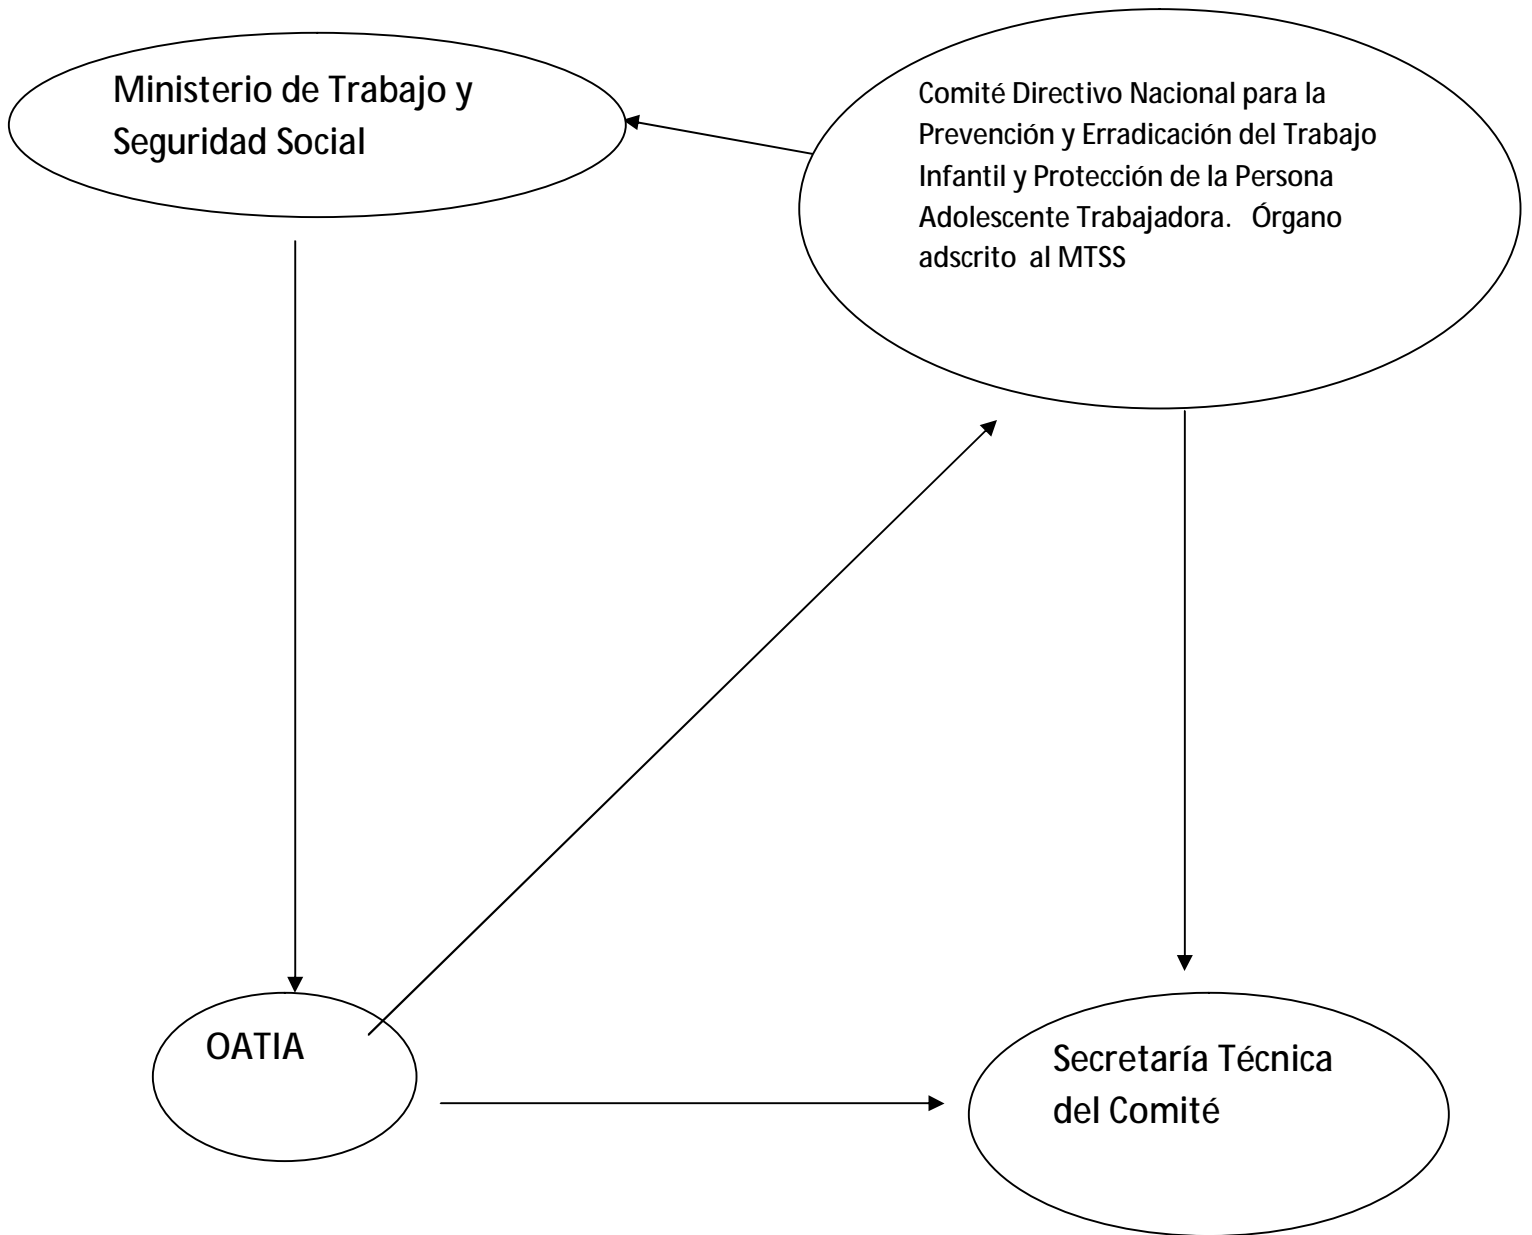 Ministerio de Trabajo y
Seguridad Social
Comité Directivo Nacional para la
Prevención y Erradicación del Trabajo
Infantil y Protección de la Persona
Adolescente Trabajadora.   Órgano
adscrito  al MTSS
OATIA
Secretaría Técnica
del Comité